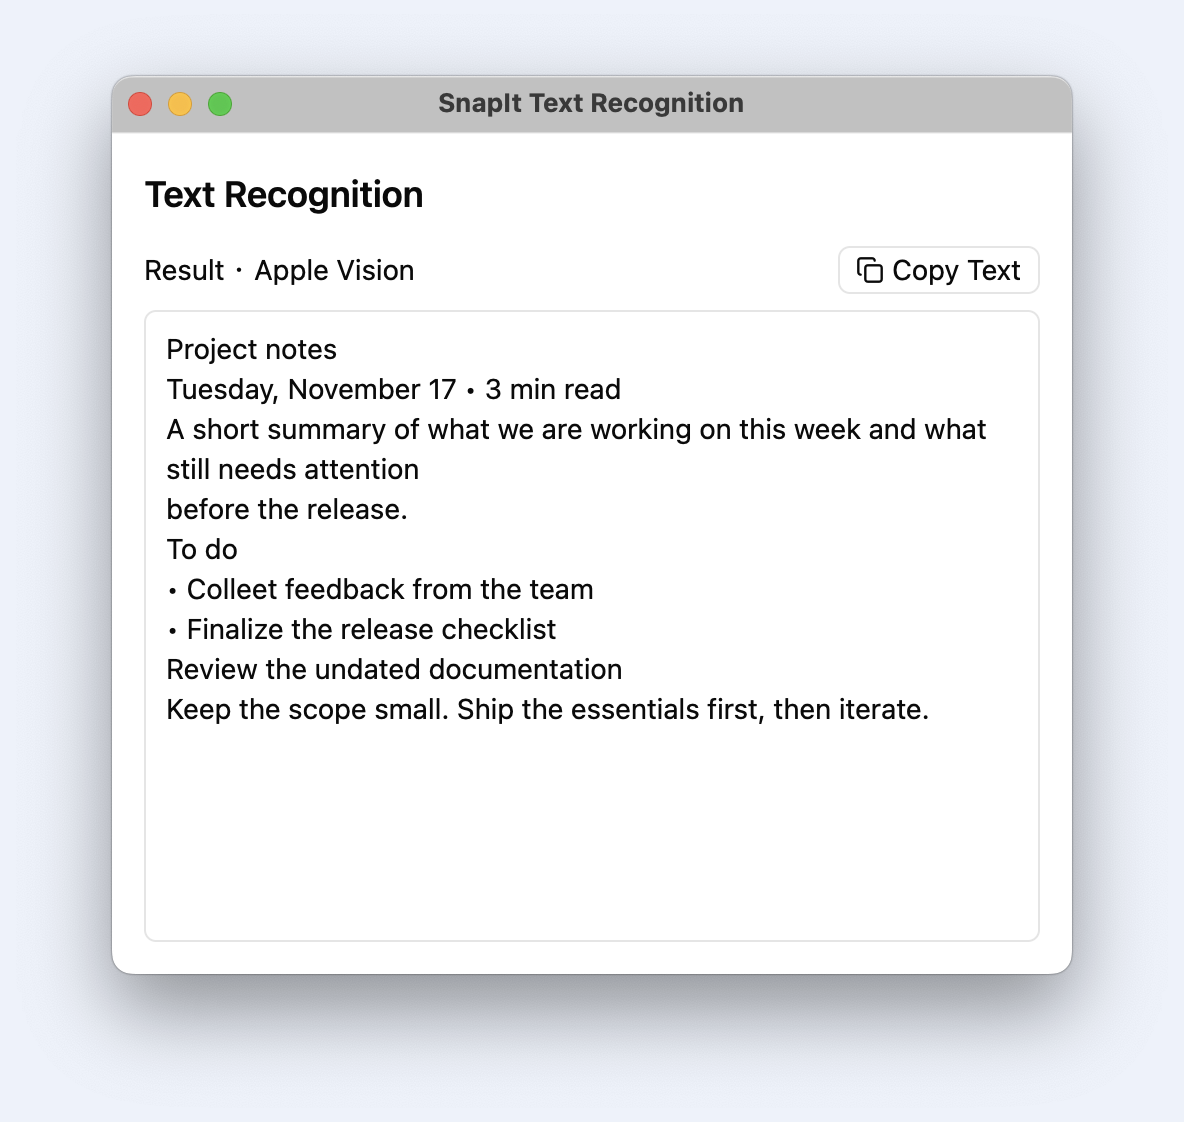 SnapIt Text Recognition
Text Recognition
Result · Apple Vision
Copy Text
Project notes
Tuesday, November 17 • 3 min read
A short summary of what we are working on this week and what
still needs attention
before the release.
To do
• Colleet feedback from the team
• Finalize the release checklist
Review the undated documentation
Keep the scope small. Ship the essentials first, then iterate.